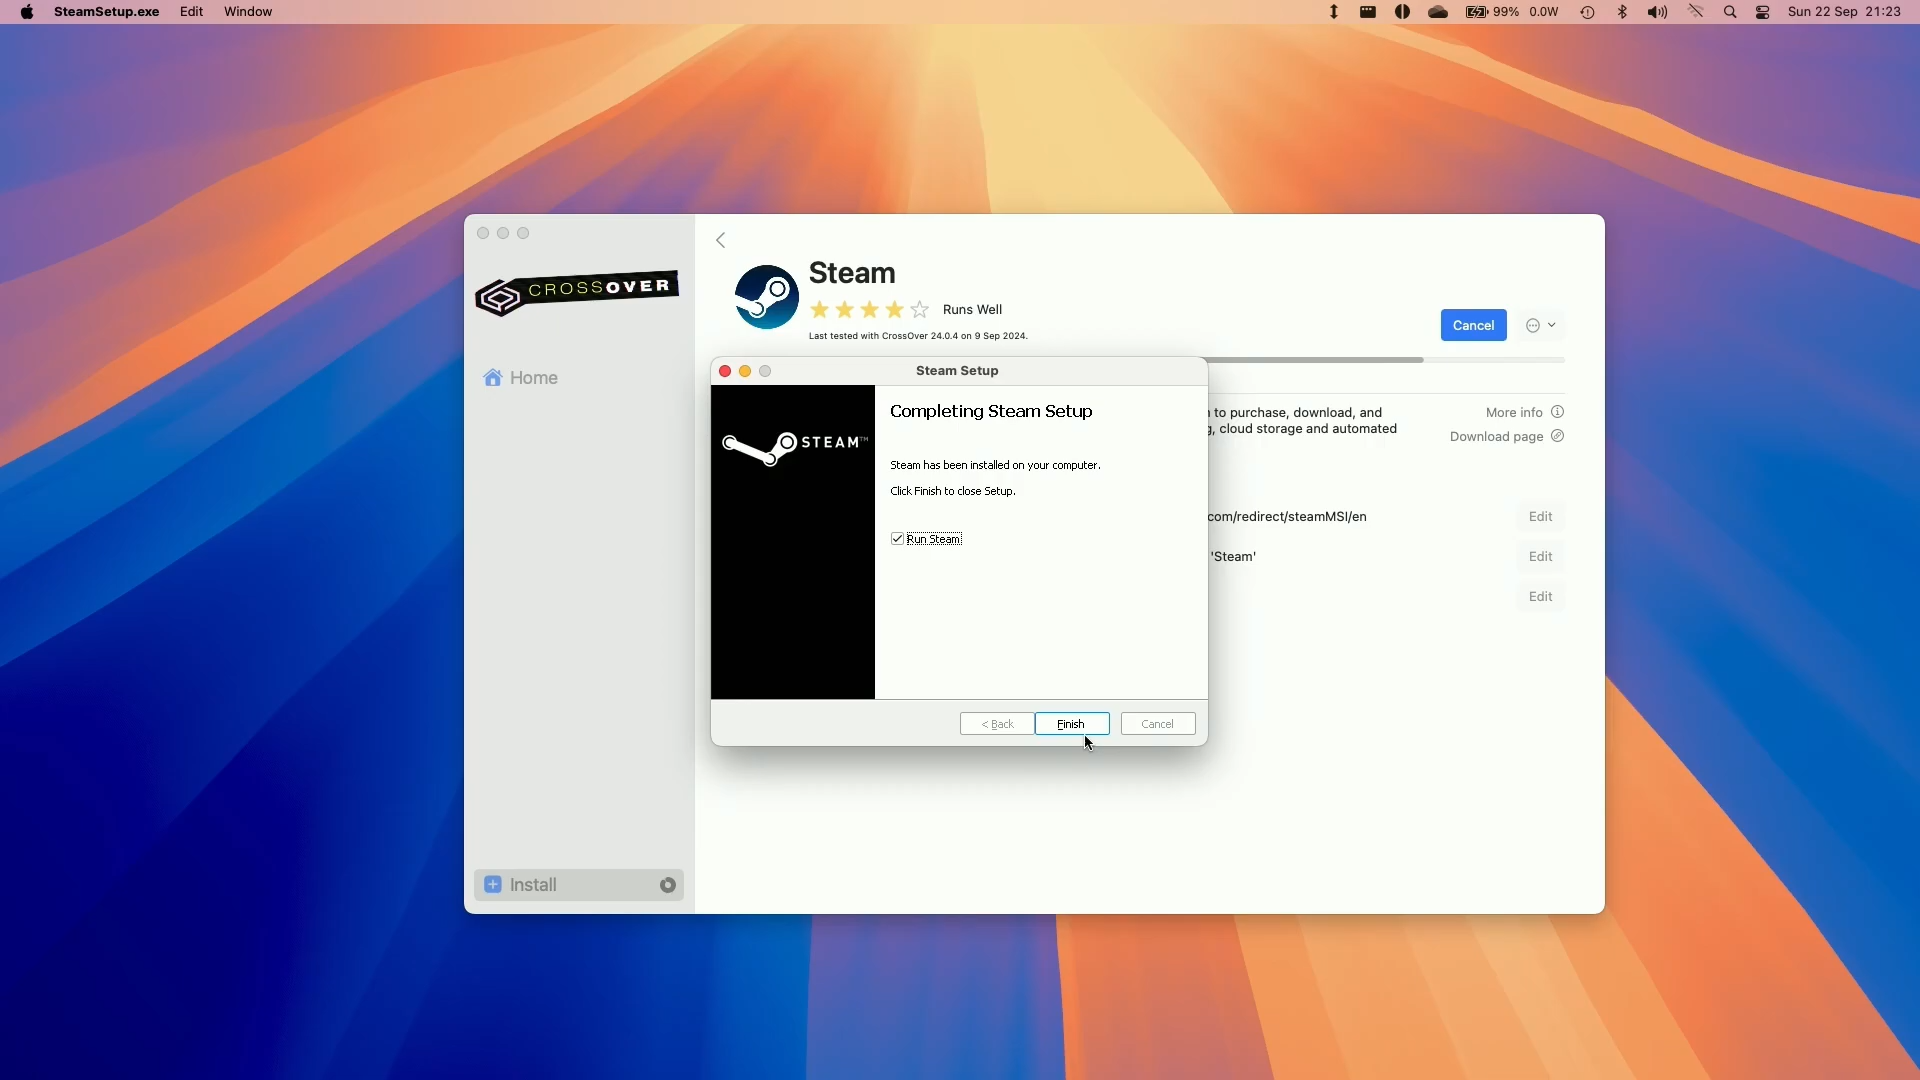 SteamSetup.exe Edit Window 99% 0.0W Sun 22 Sep 21:23
CROSSOVER
Home
Install
Steam
Runs Well
Last tested with CrossOver 24.0.4 on 9 Sep 2024.
Cancel
to purchase, download, and
, cloud storage and automated
More info
Download page
com/redirect/steamMSI/en
Edit
'Steam'
Edit
Edit
Steam Setup
STEAM™
Completing Steam Setup
Steam has been installed on your computer.
Click Finish to close Setup.
Run Steam
< Back Finish Cancel